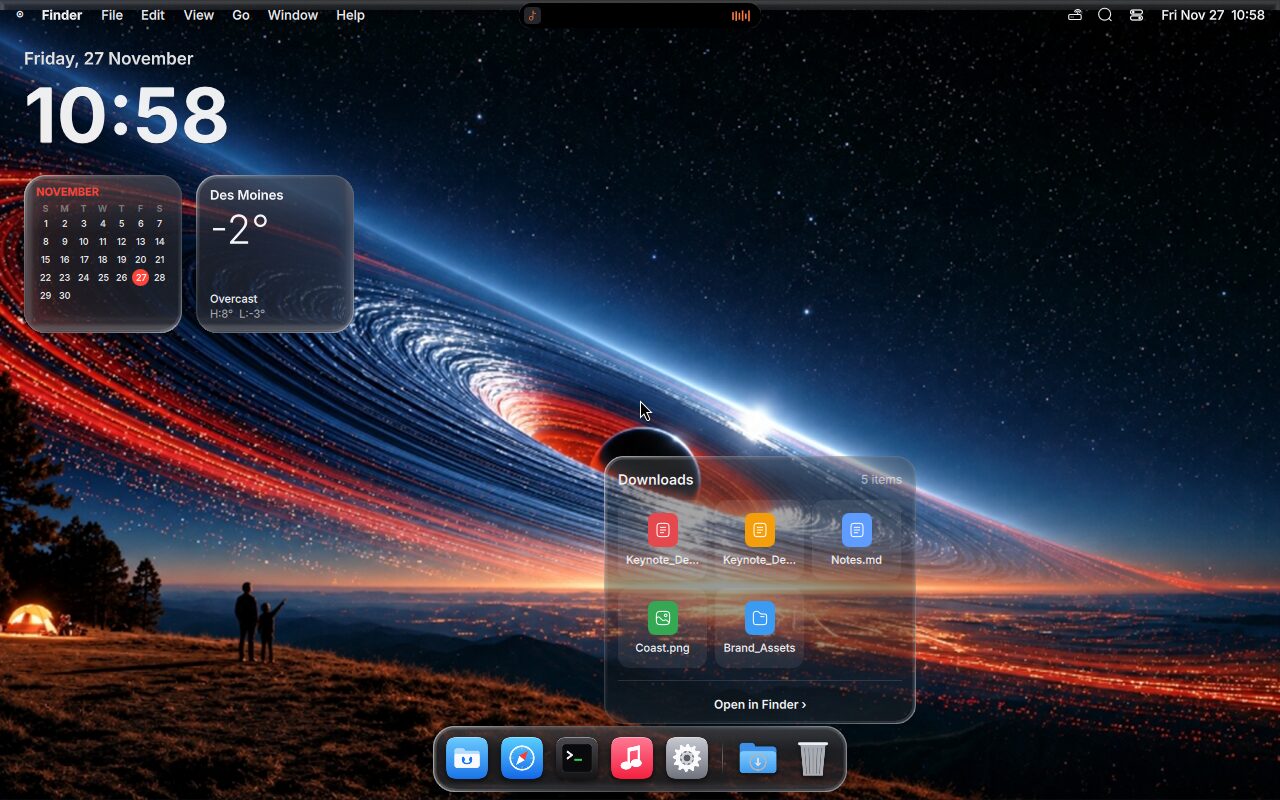 Finder File Edit View Go Window Help
Fri Nov 27 10:58
Friday, 27 November
10:58
NOVEMBER
S M T W T F S
1 2 3 4 5 6 7
8 9 10 11 12 13 14
15 16 17 18 19 20 21
22 23 24 25 26 27 28
29 30
Des Moines
-2°
Overcast
H:8° L:-3°
Downloads
5 items
Keynote_De...
Keynote_De...
Notes.md
Coast.png
Brand_Assets
Open in Finder ›